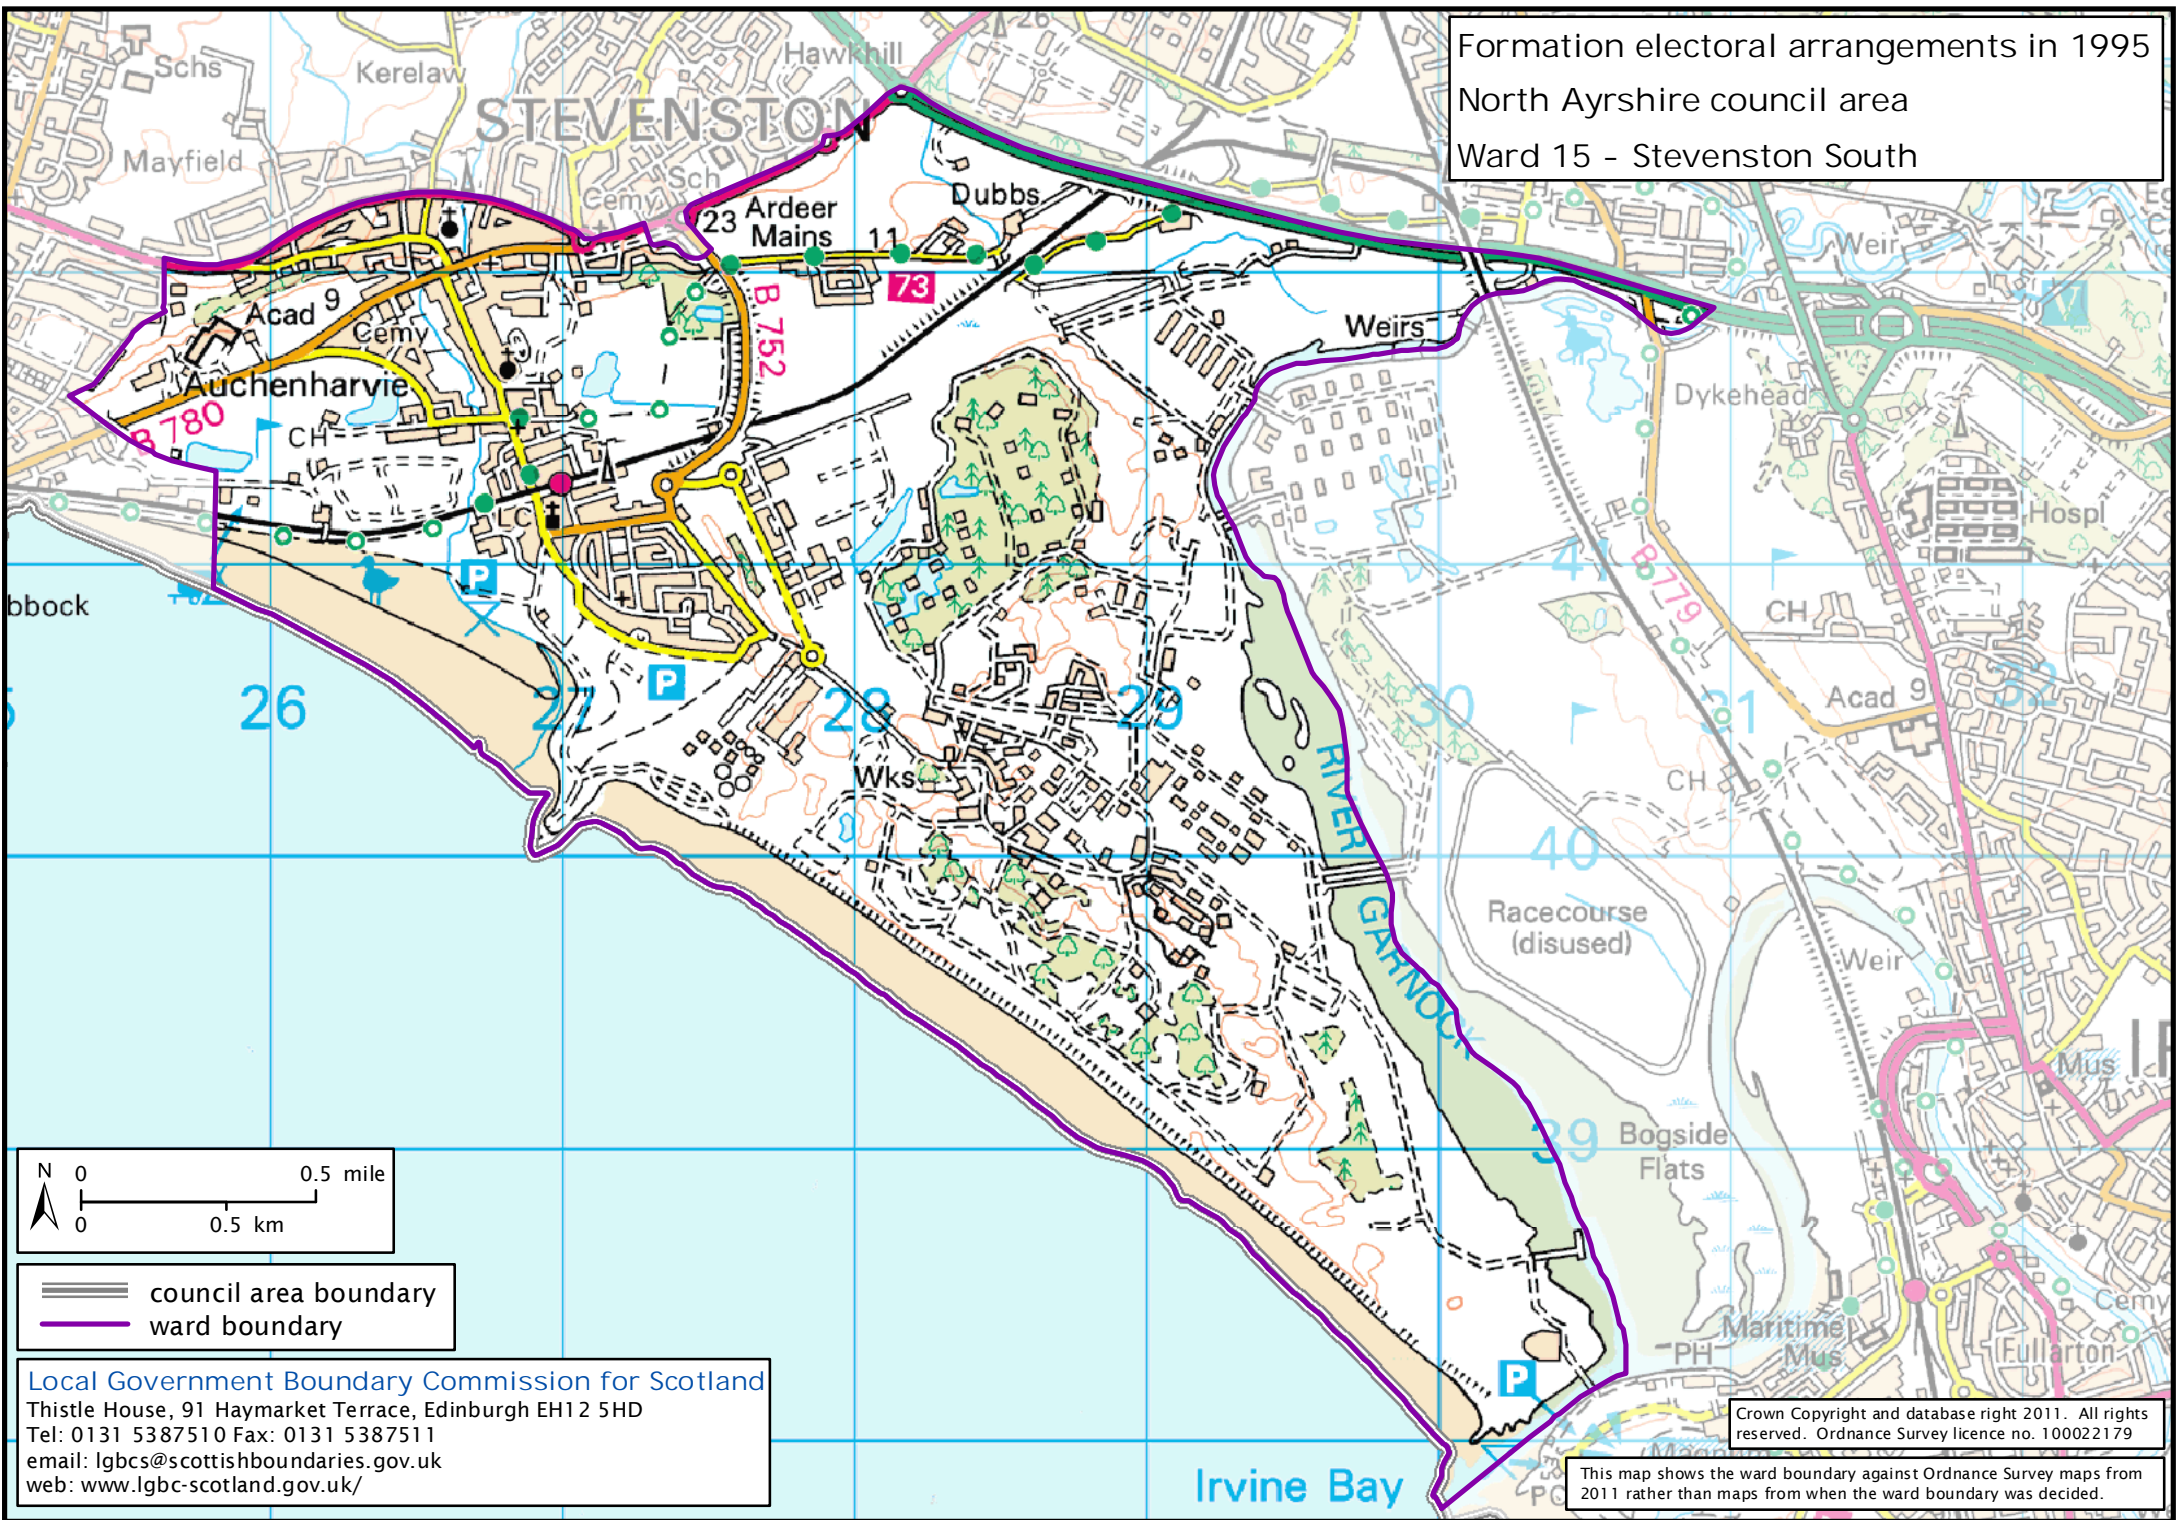 Formation electoral arrangements in 1995
North Ayrshire council area
Ward 15 - Stevenston South
Hawkhill
Schs
Kerelaw
STEVENSTON
Mayfield
Sch
Cemy
Dubbs
23
Ardeer
Mains
11
73
Weir
V
Acad 9
Cemy
B 752
Weirs
Auchenharvie
Dykehead
B 780
CH
LC
Hospl
P
41
B 779
CH
bbock
P
26
27
28
29
30
31
32
Acad 9
RIVER
GARNOCK
CH
Wks
40
Racecourse
(disused)
Weir
Mus
39
Bogside
Flats
N
0
0.5 mile
0
0.5 km
council area boundary
ward boundary
Cemy
Maritime
Mus
PH
Fullarton
P
Local Government Boundary Commission for Scotland
Thistle House, 91 Haymarket Terrace, Edinburgh EH12 5HD
Tel: 0131 5387510 Fax: 0131 5387511
email: lgbcs@scottishboundaries.gov.uk
web: www.lgbc-scotland.gov.uk/
Irvine Bay
Crown Copyright and database right 2011. All rights
reserved. Ordnance Survey licence no. 100022179
This map shows the ward boundary against Ordnance Survey maps from
2011 rather than maps from when the ward boundary was decided.